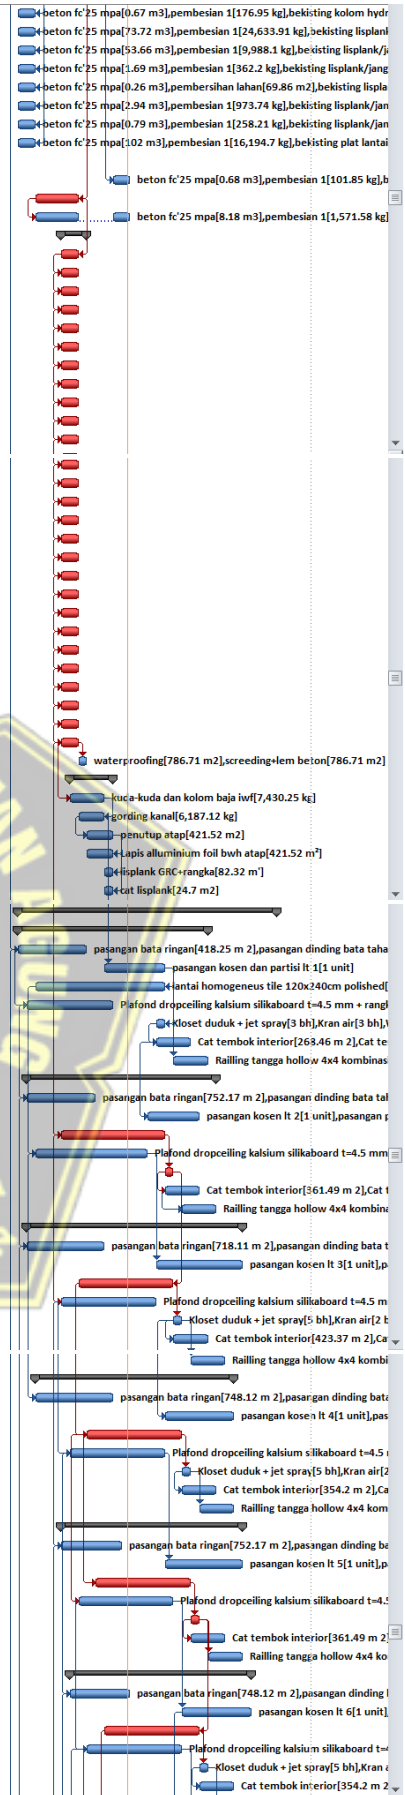 beton fc'25 mpa[0.67 m3],pembesian 1[176.95 kg],bekisting kolom hydr
beton fc'25 mpa[73.72 m3],pembesian 1[24,633.91 kg],bekisting lisplank
beton fc'25 mpa[53.66 m3],pembesian 1[9,988.1 kg],bekisting lisplank/ja
beton fc'25 mpa[1.69 m3],pembesian 1[362.2 kg],bekisting lisplank/jang
beton fc'25 mpa[0.26 m3],pembersihan lahan[69.86 m2],bekisting lispla
beton fc'25 mpa[2.94 m3],pembesian 1[973.74 kg],bekisting lisplank/jan
beton fc'25 mpa[0.79 m3],pembesian 1[258.21 kg],bekisting lisplank/jan
beton fc'25 mpa[102 m3],pembesian 1[16,194.7 kg],bekisting plat lantai
beton fc'25 mpa[0.68 m3],pembesian 1[101.85 kg],b
beton fc'25 mpa[8.18 m3],pembesian 1[1,571.58 kg]
waterproofing[786.71 m2],screeding+lem beton[786.71 m2]
kuda-kuda dan kolom baja iwf[7,430.25 kg]
gording kanal[6,187.12 kg]
penutup atap[421.52 m2]
Lapis alluminium foil bwh atap[421.52 m²]
lisplank GRC+rangka[82.32 m']
cat lisplank[24.7 m2]
pasangan bata ringan[418.25 m 2],pasangan dinding bata taha
pasangan kosen dan partisi lt 1[1 unit]
lantai homogeneus tile 120x240cm polished[
Plafond dropceiling kalsium silikaboard t=4.5 mm + rangk
Kloset duduk + jet spray[3 bh],Kran air[3 bh],
Cat tembok interior[268.46 m 2],Cat te
Railling tangga hollow 4x4 kombinas
pasangan bata ringan[752.17 m 2],pasangan dinding bata tal
pasangan kosen lt 2[1 unit],pasangan p
Plafond dropceiling kalsium silikaboard t=4.5 mm
Cat tembok interior[361.49 m 2],Cat t
Railling tangga hollow 4x4 kombina
pasangan bata ringan[718.11 m 2],pasangan dinding bata t
pasangan kosen lt 3[1 unit],pa
Plafond dropceiling kalsium silikaboard t=4.5 m
Kloset duduk + jet spray[5 bh],Kran air[2 b
Cat tembok interior[423.37 m 2],Ca
Railling tangga hollow 4x4 kombi
pasangan bata ringan[748.12 m 2],pasangan dinding bata
pasangan kosen lt 4[1 unit],pas
Plafond dropceiling kalsium silikaboard t=4.5
Kloset duduk + jet spray[5 bh],Kran air[2
Cat tembok interior[354.2 m 2],Ca
Railling tangga hollow 4x4 kom
pasangan bata ringan[752.17 m 2],pasangan dinding ba
pasangan kosen lt 5[1 unit],p
Plafond dropceiling kalsium silikaboard t=4.5
Cat tembok interior[361.49 m 2]
Railling tangga hollow 4x4 ko
pasangan bata ringan[748.12 m 2],pasangan dinding
pasangan kosen lt 6[1 unit],
Plafond dropceiling kalsium silikaboard t=4
Kloset duduk + jet spray[5 bh],Kran a
Cat tembok interior[354.2 m 2
AGUNG